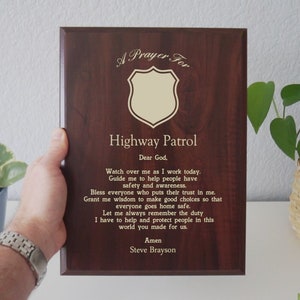 A Prayer For
Highway Patrol
Dear God,
Watch over me as I work today.
Guide me to help people have
safety and awareness.
Bless everyone who puts their trust in me.
Grant me wisdom to make good choices so that
everyone goes home safe.
Let me always remember the duty
I have to help and protect people in this
world you made for us.
Amen
Steve Brayson